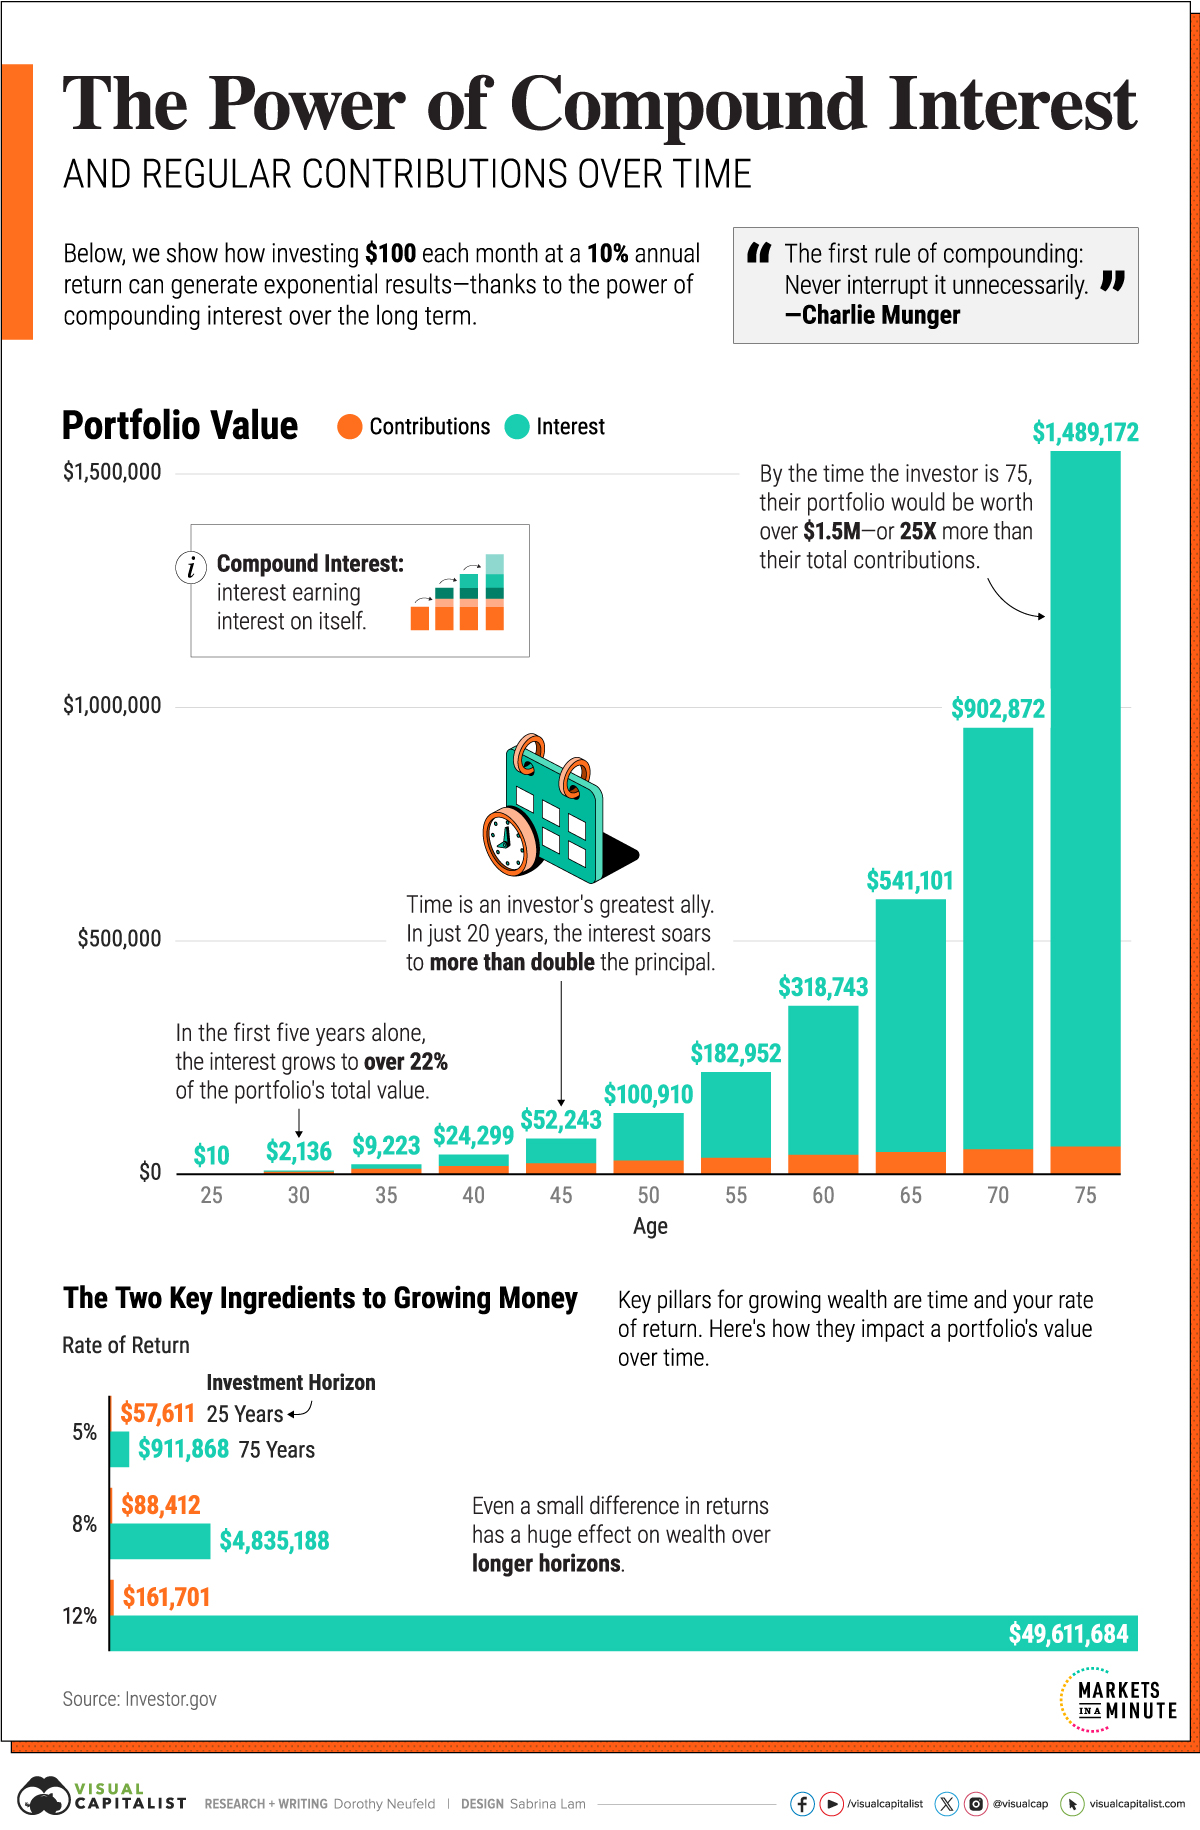 The Power of Compound Interest
AND REGULAR CONTRIBUTIONS OVER TIME
Below, we show how investing $100 each month at a 10% annual
return can generate exponential results—thanks to the power of
compounding interest over the long term.
“ The first rule of compounding:
Never interrupt it unnecessarily. ”
—Charlie Munger
Portfolio Value
Contributions
Interest
$1,500,000
$1,000,000
$500,000
$0
Compound Interest:
interest earning
interest on itself.
i
By the time the investor is 75,
their portfolio would be worth
over $1.5M—or 25X more than
their total contributions.
Time is an investor's greatest ally.
In just 20 years, the interest soars
to more than double the principal.
In the first five years alone,
the interest grows to over 22%
of the portfolio's total value.
$10
$2,136
$9,223
$24,299
$52,243
$100,910
$182,952
$318,743
$541,101
$902,872
$1,489,172
25 30 35 40 45 50 55 60 65 70 75
Age
The Two Key Ingredients to Growing Money
Key pillars for growing wealth are time and your rate
of return. Here's how they impact a portfolio's value
over time.
Rate of Return
Investment Horizon
5%
$57,611 25 Years
$911,868 75 Years
8%
$88,412
$4,835,188
12%
$161,701
$49,611,684
Even a small difference in returns
has a huge effect on wealth over
longer horizons.
Source: Investor.gov
MARKETS
IN A MINUTE
VISUAL
CAPITALIST
RESEARCH + WRITING Dorothy Neufeld | DESIGN Sabrina Lam
/visualcapitalist
@visualcap
visualcapitalist.com